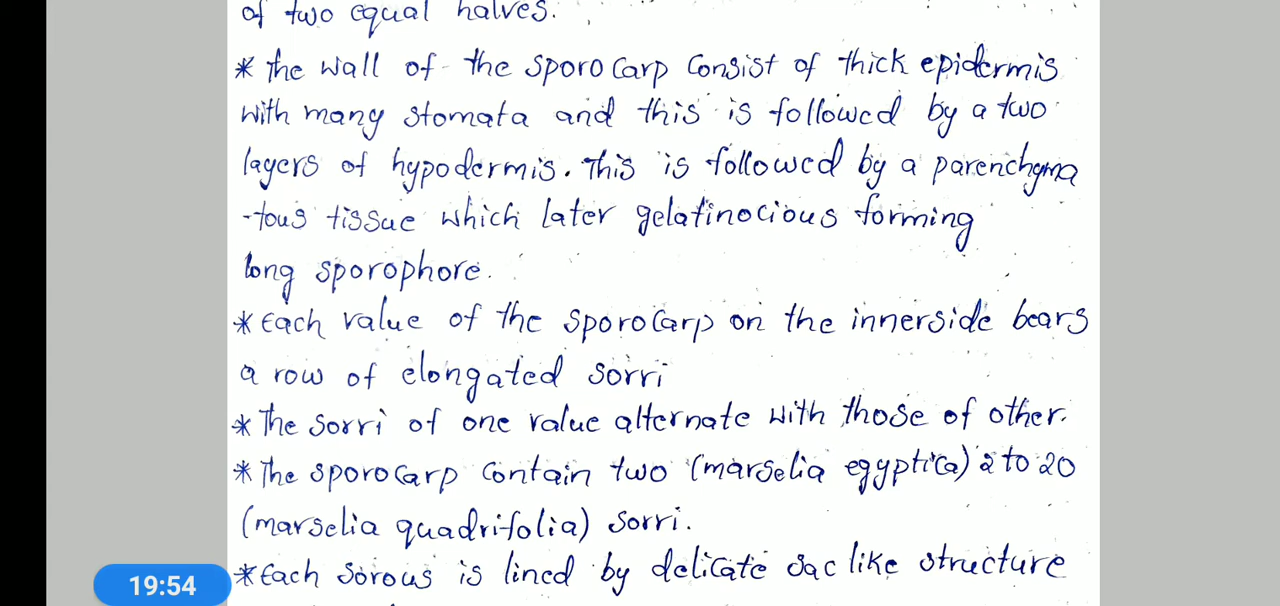 of two equal halves.
* The wall of the sporocarp consist of thick epidermis
with many stomata and this is followed by a two
layers of hypodermis. This is followed by a parenchyma
-tous tissue which later gelatinocious forming
long sporophore.
* Each value of the sporocarp on the innerside bears
a row of elongated sorri
* The sorri of one value alternate with those of other.
* The sporocarp contain two (marselia egyptica) 2 to 20
(marselia quadrifolia) sorri.
* Each sorous is lined by delicate sac like structure
19:54